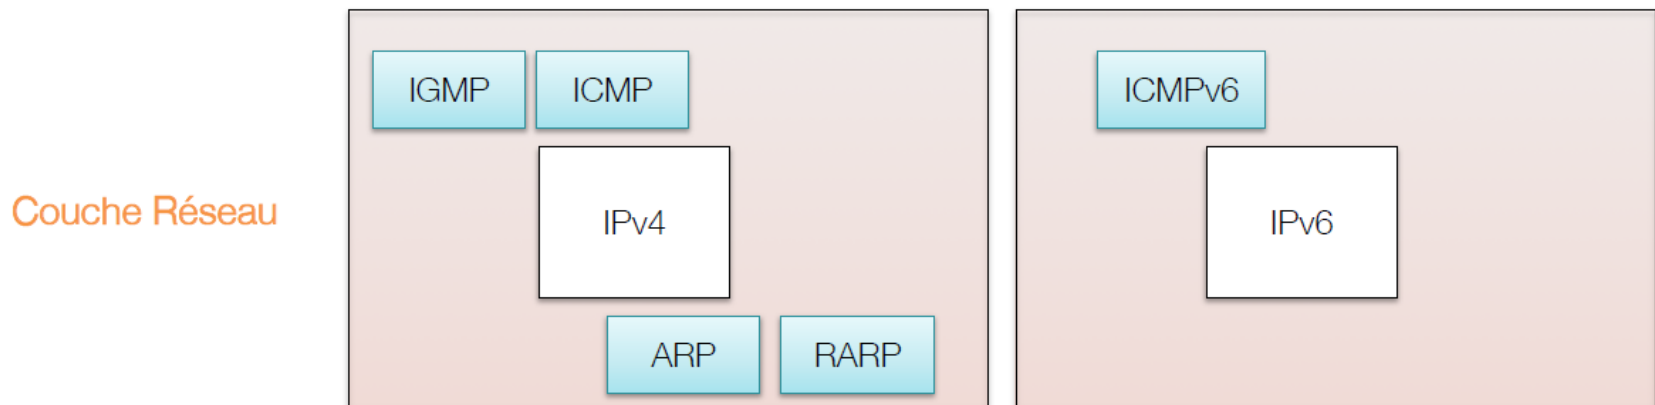 IGMP
ICMP
ICMPv6
Couche Réseau
IPv4
IPv6
ARP
RARP